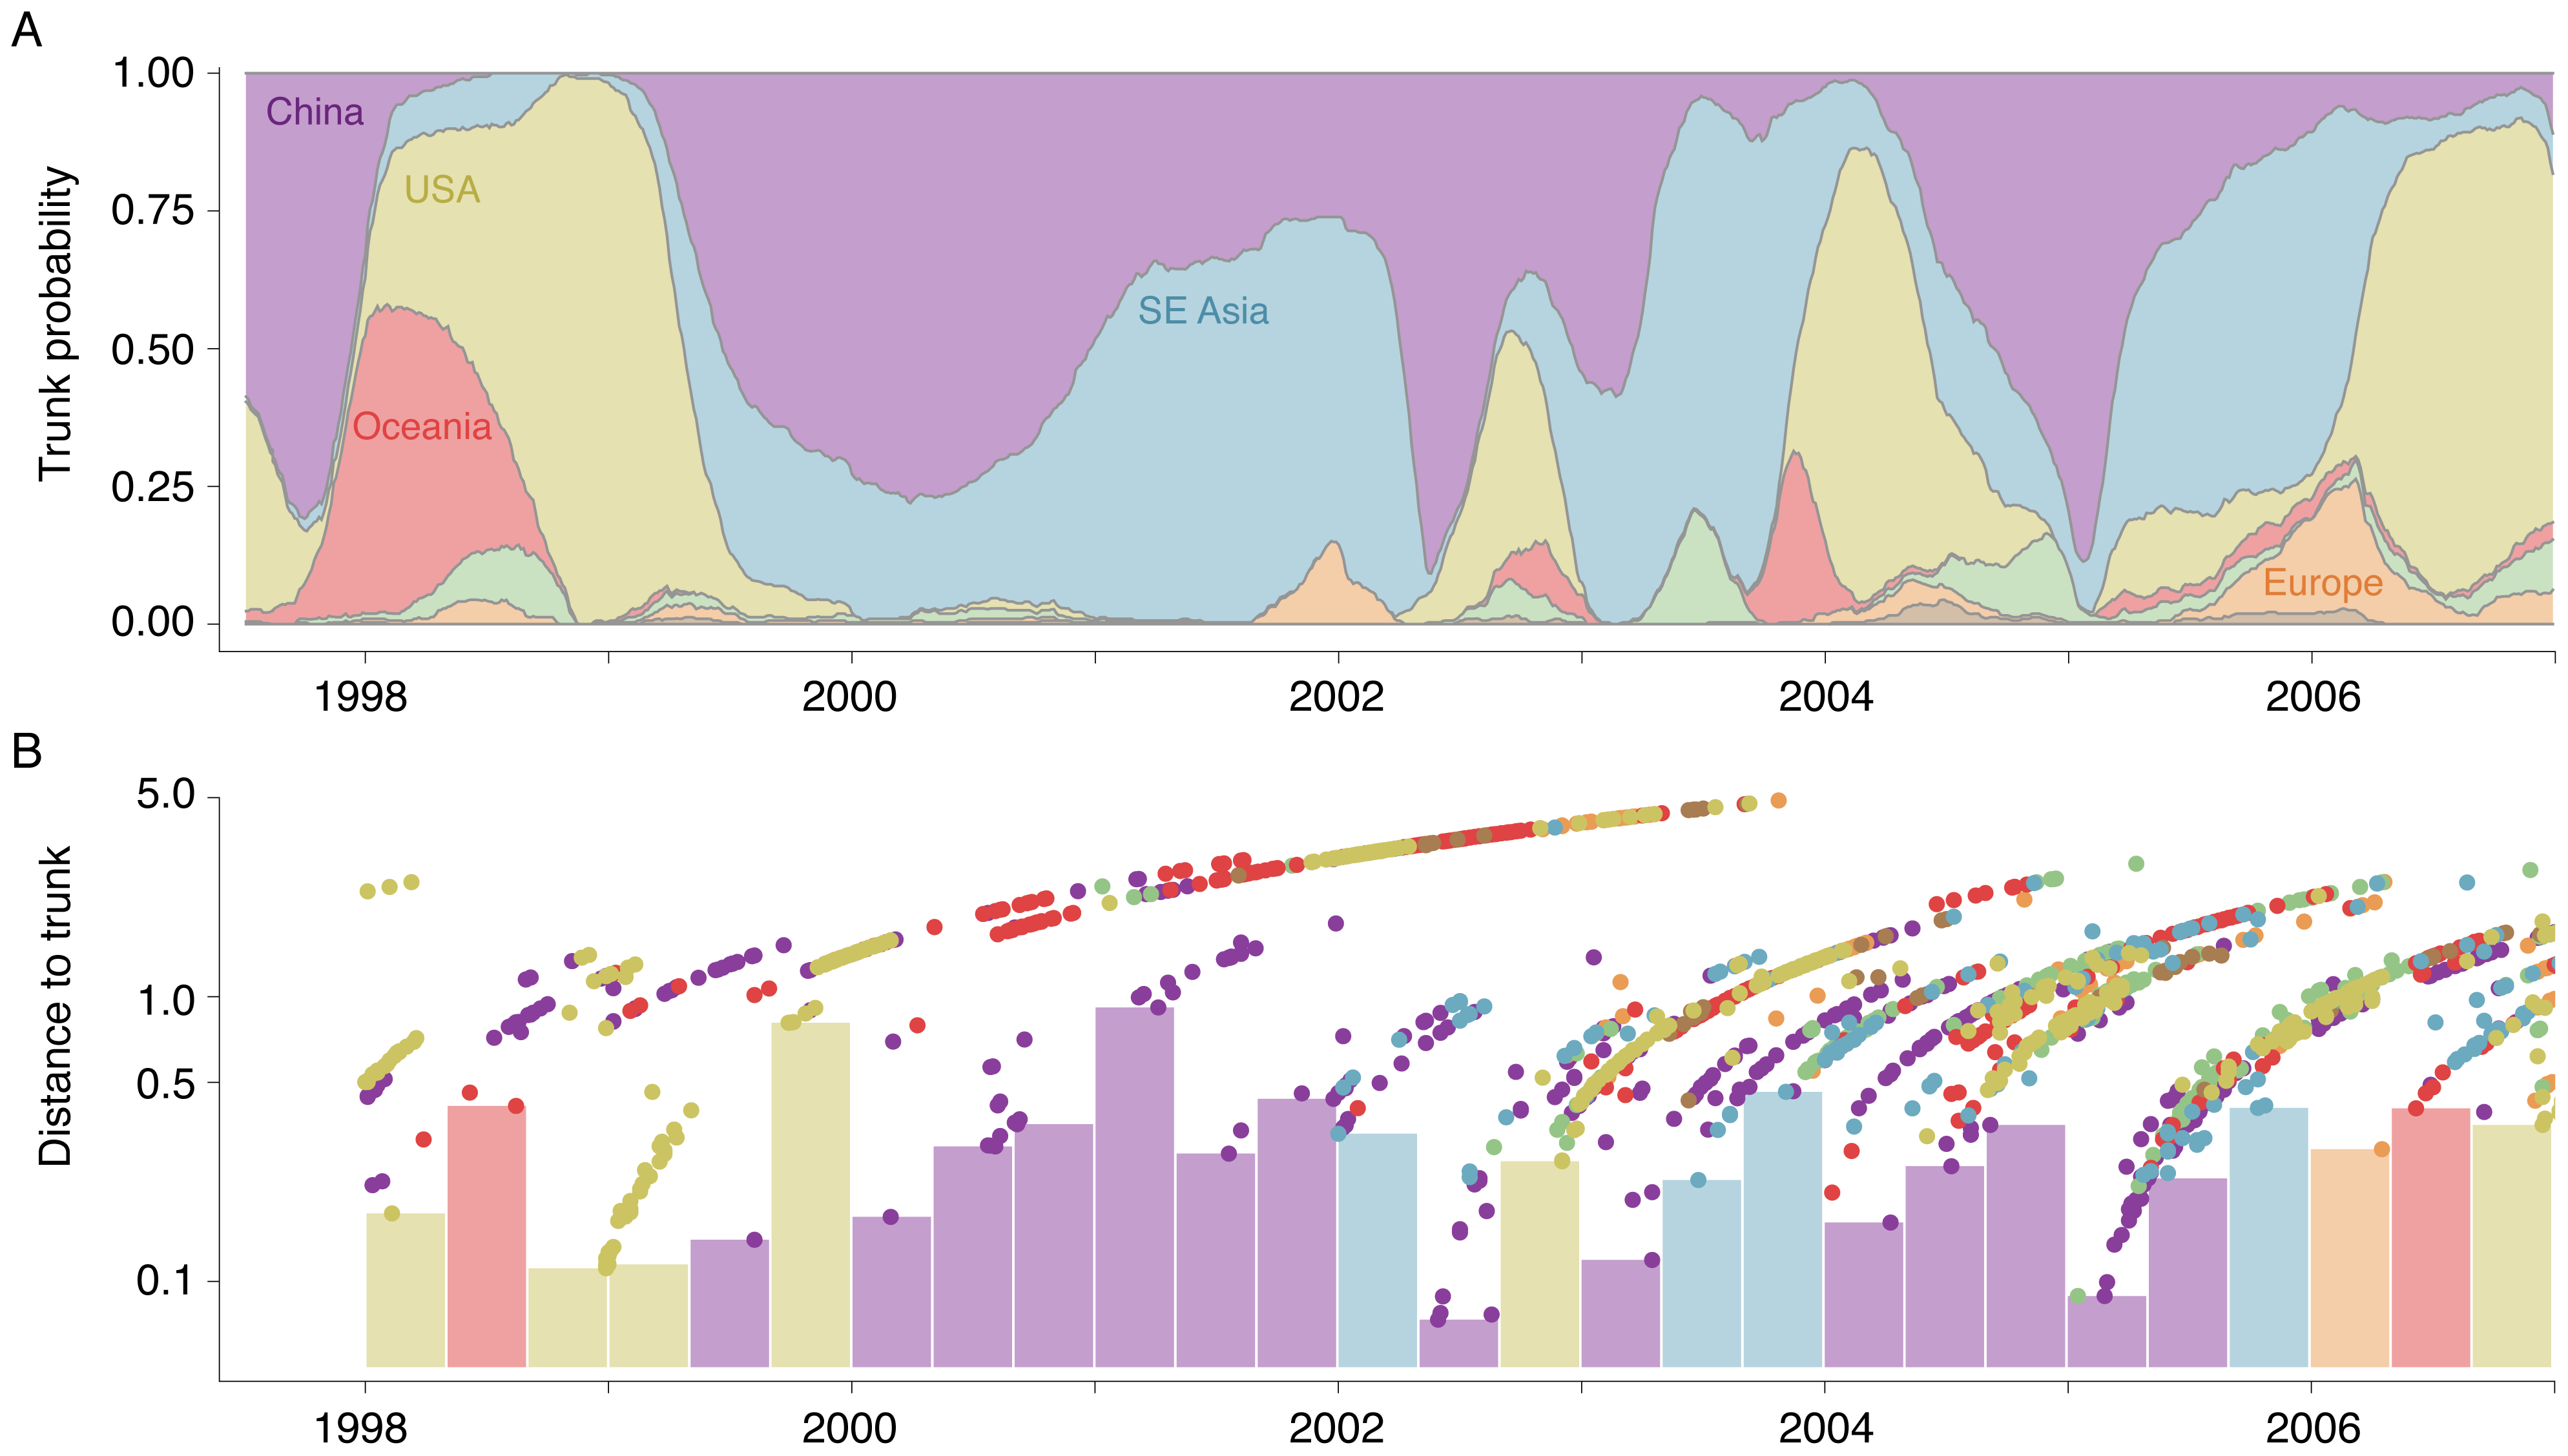 A
1.00
China
USA
0.75
SE Asia
0.50
Oceania
0.25
Europe
0.00
Trunk probability
1998
2000
2002
2004
2006
B
5.0
1.0
0.5
0.1
Distance to trunk
1998
2000
2002
2004
2006